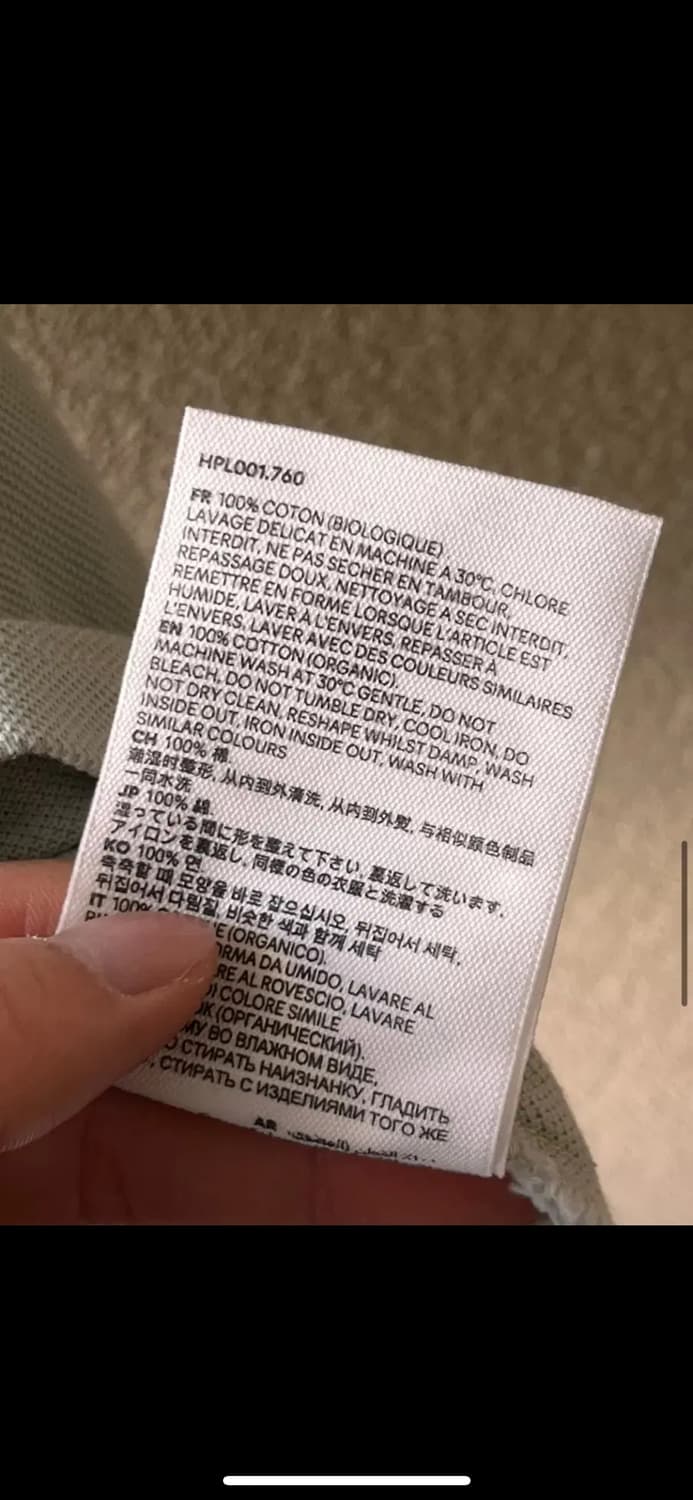 HPL001.760
FR 100% COTON (BIOLOGIQUE).
LAVAGE DELICAT EN MACHINE A 30°C, CHLORE
INTERDIT, NE PAS SECHER EN TAMBOUR,
REPASSAGE DOUX, NETTOYAGE A SEC INTERDIT,
REMETTRE EN FORME LORSQUE L'ARTICLE EST
HUMIDE, LAVER À L'ENVERS, REPASSER À
L'ENVERS, LAVER AVEC DES COULEURS SIMILAIRES
EN 100% COTTON (ORGANIC).
MACHINE WASH AT 30°C GENTLE, DO NOT
BLEACH, DO NOT TUMBLE DRY, COOL IRON, DO
NOT DRY CLEAN, RESHAPE WHILST DAMP, WASH
INSIDE OUT, IRON INSIDE OUT, WASH WITH
SIMILAR COLOURS
CH 100% 棉
潮湿时整形, 从内到外清洗, 从内到外熨, 与相似颜色制品
一同水洗
JP 100% 綿
湿っている間に形を整えて下さい, 裏返して洗います,
アイロンを裏返し, 同様の色の衣服と洗濯する
KO 100% 면
촉촉할 때 모양을 바로 잡으십시오, 뒤집어서 세탁,
뒤집어서 다림질, 비슷한 색과 함께 세탁
IT 100% (ORGANICO).
DA UMIDO, LAVARE AL
AL ROVESCIO, LAVARE
COLORE SIMILE
(ОРГАНИЧЕСКИЙ).
ВО ВЛАЖНОМ ВИДЕ,
СТИРАТЬ НАИЗНАНКУ, ГЛАДИТЬ
, СТИРАТЬ С ИЗДЕЛИЯМИ ТОГО ЖЕ
AR